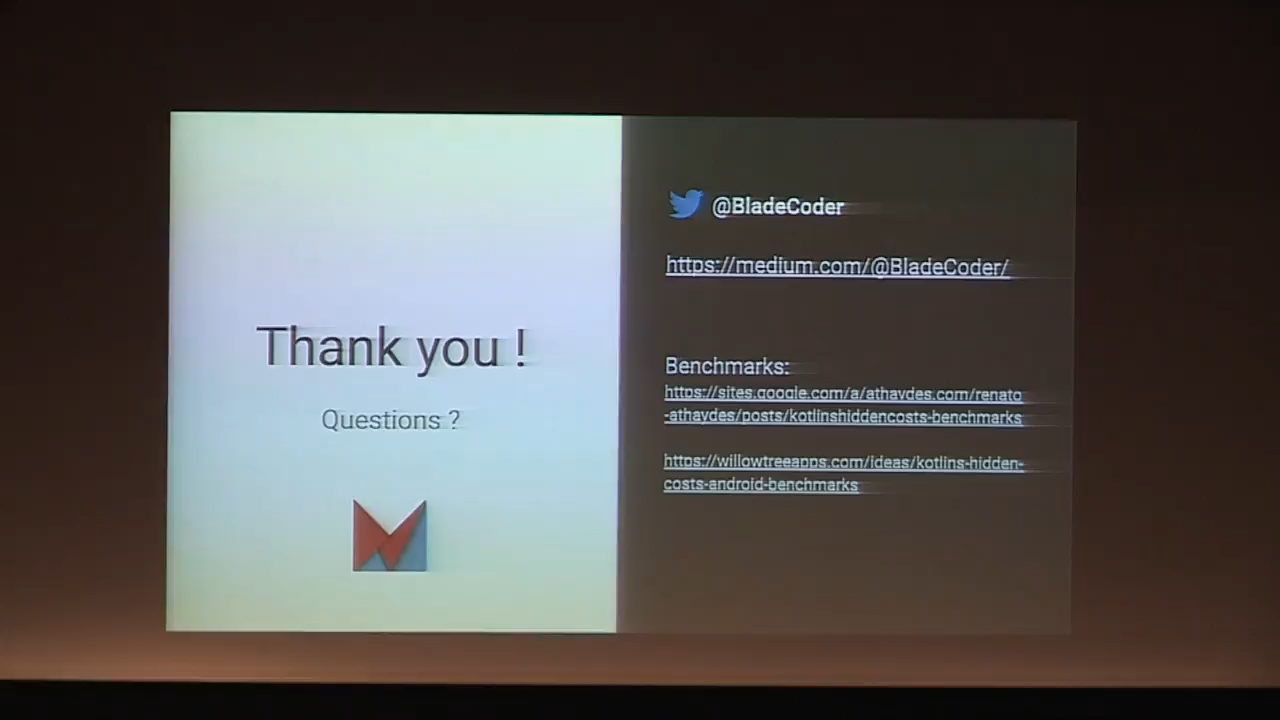 Thank you !
Questions ?
@BladeCoder
https://medium.com/@BladeCoder/
Benchmarks:
https://sites.google.com/a/athaydes.com/renato
-athaydes/posts/kotlinshiddencosts-benchmarks
https://willowtreeapps.com/ideas/kotlins-hidden-
costs-android-benchmarks